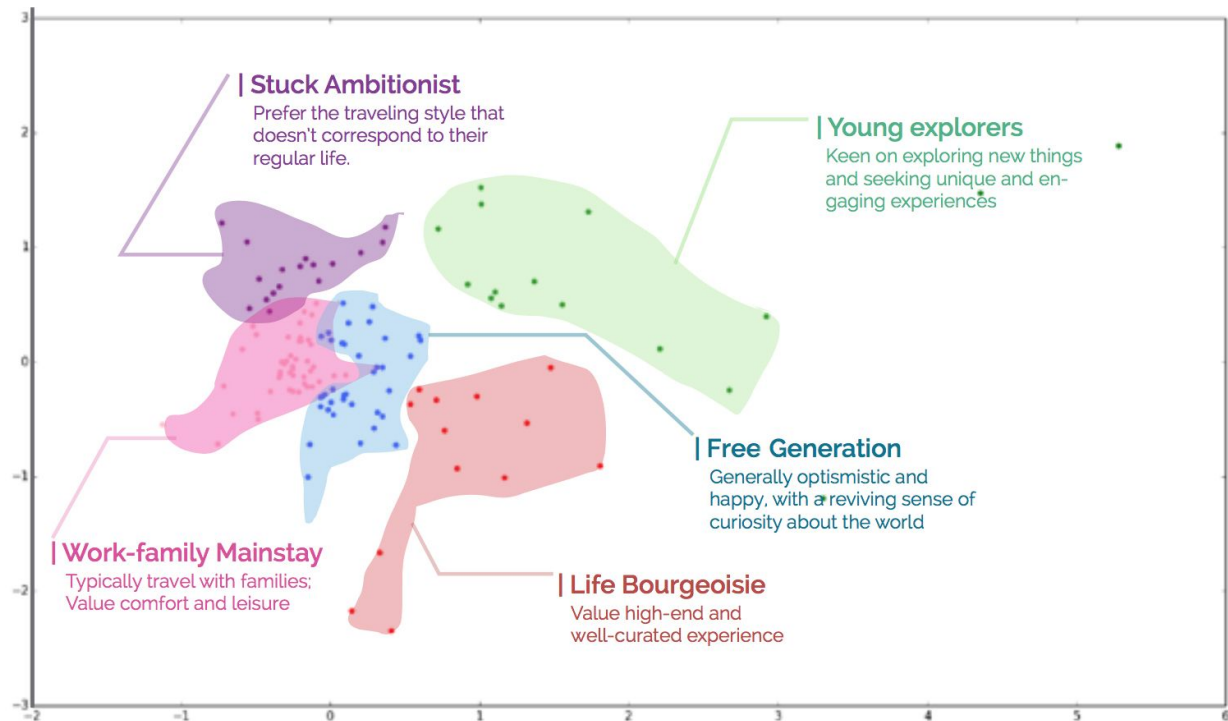 3
| Stuck Ambitionist
Prefer the traveling style that
doesn't correspond to their
regular life.
2
| Young explorers
Keen on exploring new things
and seeking unique and en-
gaging experiences
1
0
| Free Generation
Generally optismistic and
happy, with a reviving sense of
curiosity about the world
−1
| Work-family Mainstay
Typically travel with families;
Value comfort and leisure
| Life Bourgeoisie
Value high-end and
well-curated experience
−2
−3
−2 −1 0 1 2 3 4 5 6